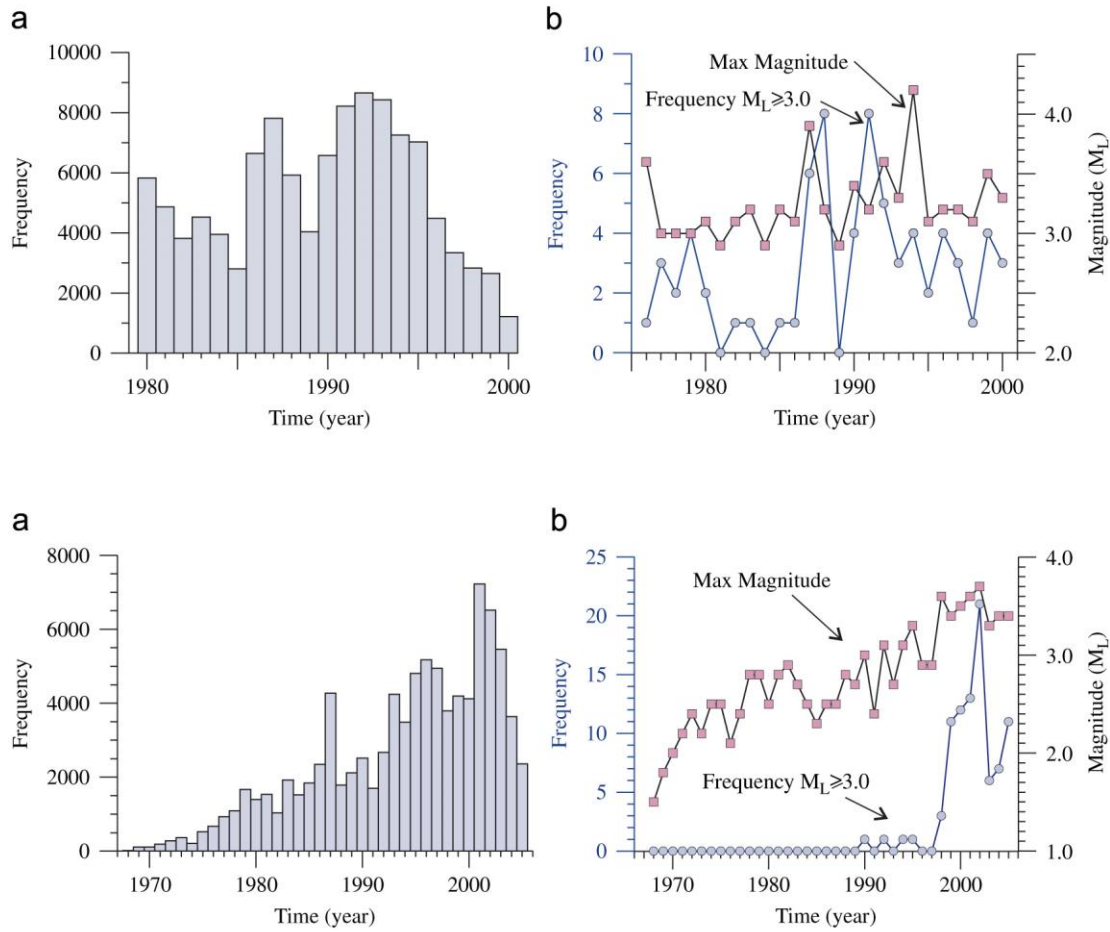 a
10000
8000
6000
4000
2000
0
Frequency
1980 1990 2000
Time (year)
b
10
8
6
4
2
0
Frequency
Max Magnitude
Frequency M_L⩾3.0
4.0
3.0
2.0
Magnitude (M_L)
1980 1990 2000
Time (year)
a
8000
6000
4000
2000
0
Frequency
1970 1980 1990 2000
Time (year)
b
25
20
15
10
5
0
Frequency
Max Magnitude
Frequency M_L⩾3.0
4.0
3.0
2.0
1.0
Magnitude (M_L)
1970 1980 1990 2000
Time (year)